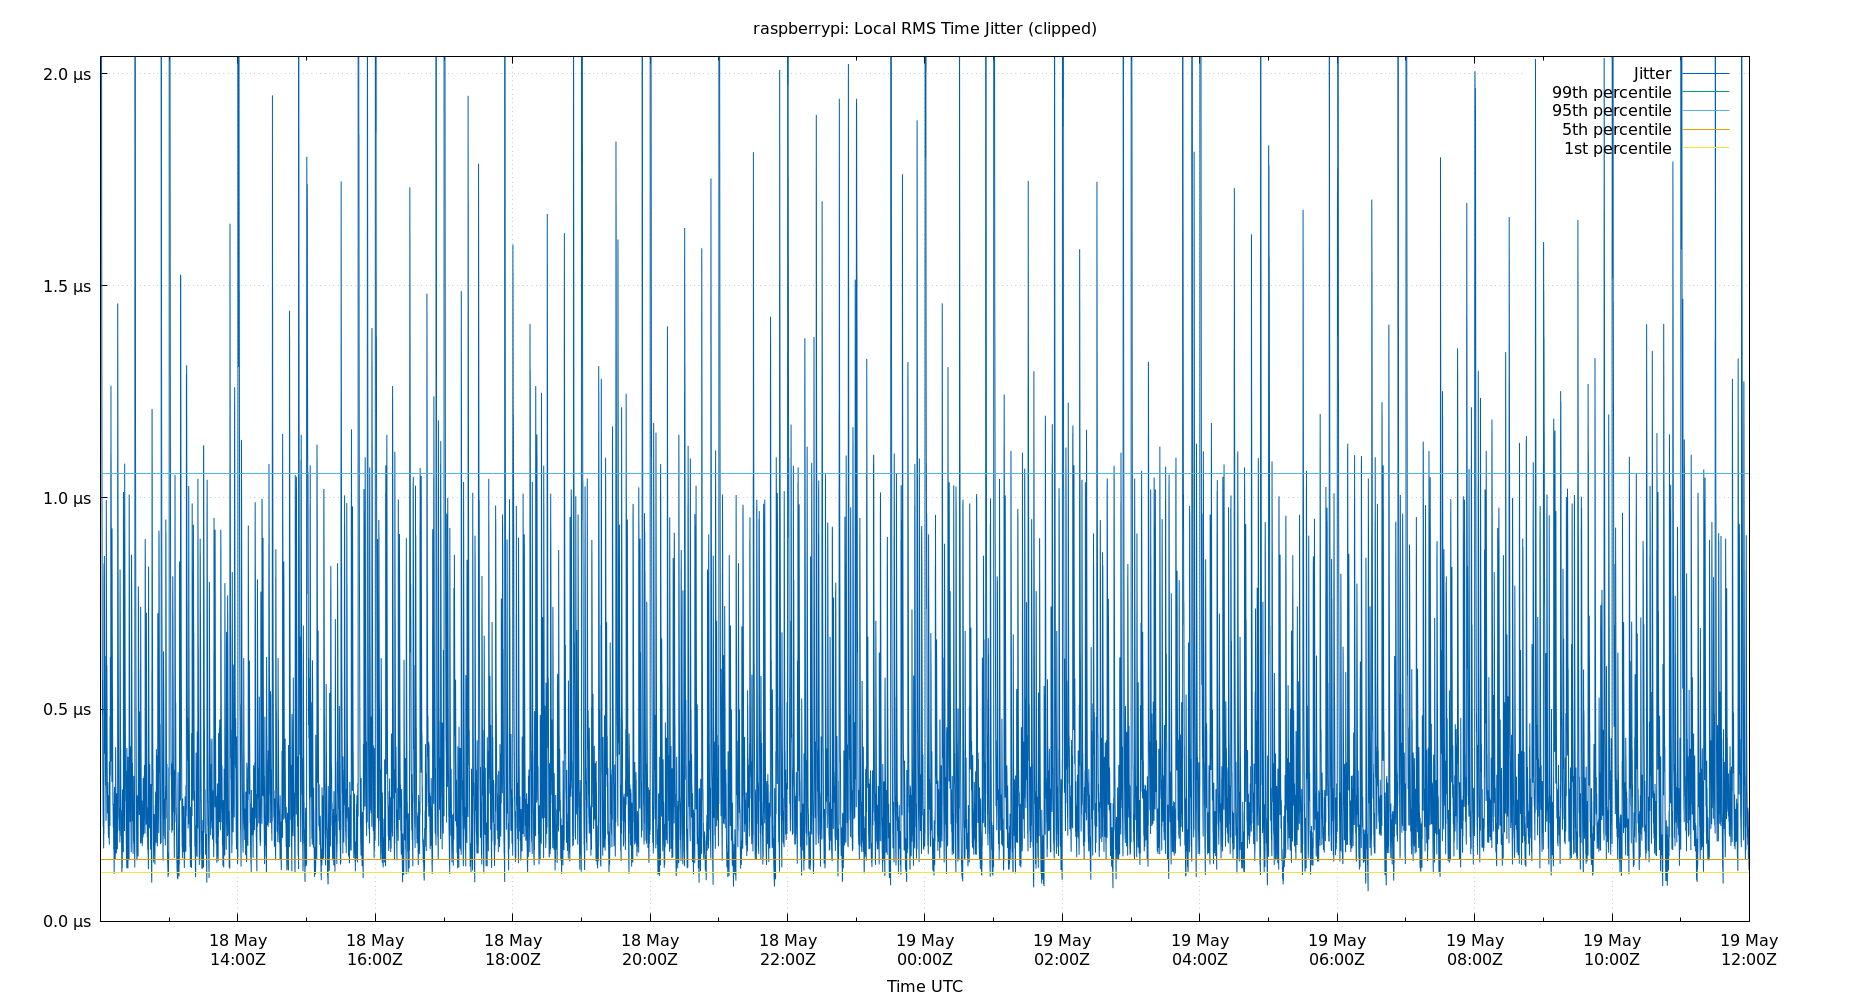 raspberrypi: Local RMS Time Jitter (clipped)
2.0 µs
1.5 µs
1.0 µs
0.5 µs
0.0 µs
Jitter
99th percentile
95th percentile
5th percentile
1st percentile
18 May
14:00Z
18 May
16:00Z
18 May
18:00Z
18 May
20:00Z
18 May
22:00Z
19 May
00:00Z
19 May
02:00Z
19 May
04:00Z
19 May
06:00Z
19 May
08:00Z
19 May
10:00Z
19 May
12:00Z
Time UTC